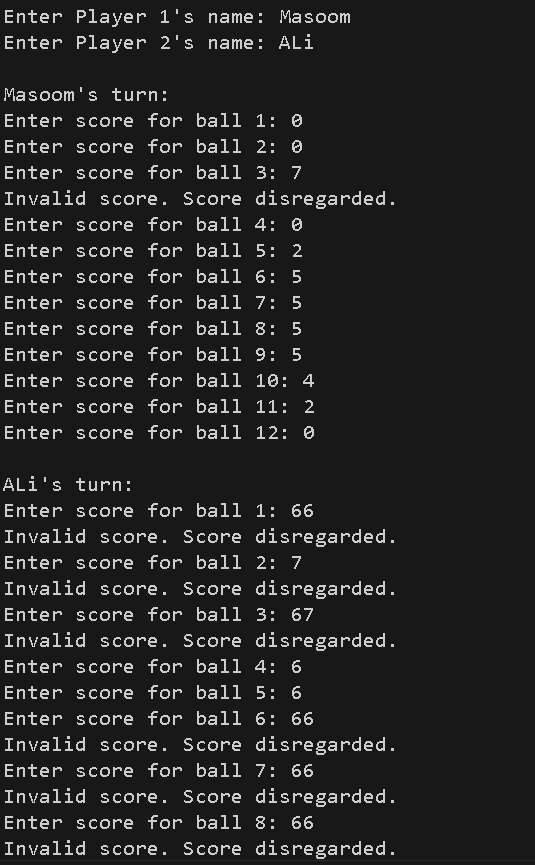 Enter Player 1's name: Masoom
Enter Player 2's name: ALi
Masoom's turn:
Enter score for ball 1: 0
Enter score for ball 2: 0
Enter score for ball 3: 7
Invalid score. Score disregarded.
Enter score for ball 4: 0
Enter score for ball 5: 2
Enter score for ball 6: 5
Enter score for ball 7: 5
Enter score for ball 8: 5
Enter score for ball 9: 5
Enter score for ball 10: 4
Enter score for ball 11: 2
Enter score for ball 12: 0
ALi's turn:
Enter score for ball 1: 66
Invalid score. Score disregarded.
Enter score for ball 2: 7
Invalid score. Score disregarded.
Enter score for ball 3: 67
Invalid score. Score disregarded.
Enter score for ball 4: 6
Enter score for ball 5: 6
Enter score for ball 6: 66
Invalid score. Score disregarded.
Enter score for ball 7: 66
Invalid score. Score disregarded.
Enter score for ball 8: 66
Invalid score. Score disregarded.